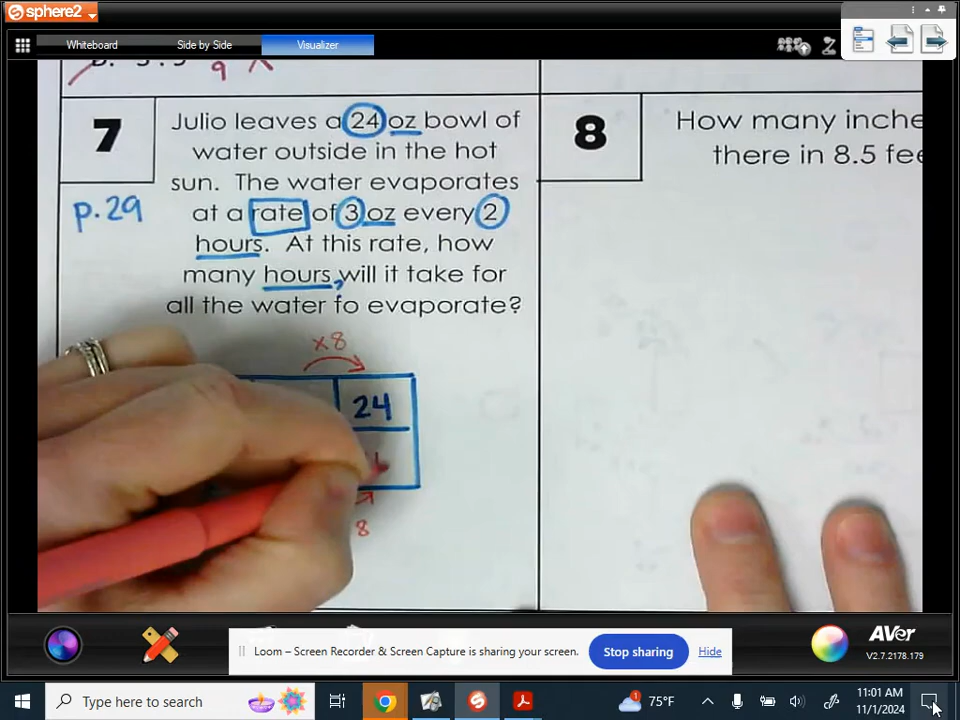 sphere2
Whiteboard
Side by Side
Visualizer
7
p.29
Julio leaves a 24 oz bowl of
water outside in the hot
sun. The water evaporates
at a rate of 3 oz every 2
hours. At this rate, how
many hours will it take for
all the water to evaporate?
x8
24
8
8
How many inche
there in 8.5 fee
Loom – Screen Recorder & Screen Capture is sharing your screen.
Stop sharing
Hide
AVer
V2.7.2178.179
Type here to search
75°F
11:01 AM
11/1/2024